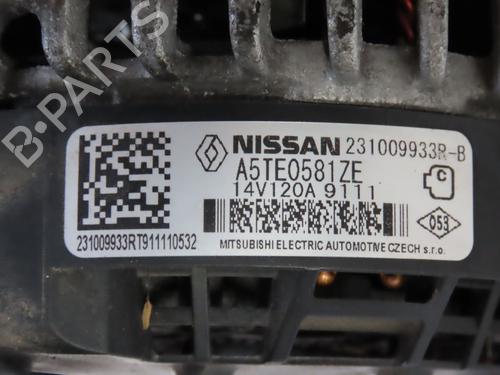 B-PARTS
NISSAN 231009933R-B
A5TE0581ZE
14V120A 9111
C
053
231009933RT911110532
MITSUBISHI ELECTRIC AUTOMOTIVE CZECH s.r.o.